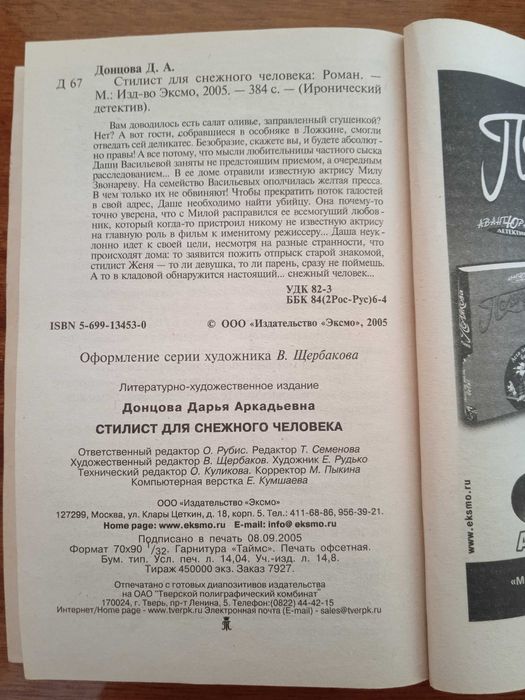 Донцова Д. А.
Д 67
Стилист для снежного человека: Роман. —
М.: Изд-во Эксмо, 2005. — 384 с. — (Иронический
детектив).
Вам доводилось есть салат оливье, заправленный сгущенкой?
Нет? А вот гости, собравшиеся в особняке в Ложкине, смогли
отведать сей деликатес. Безобразие, скажете вы, и будете абсолют-
но правы! А все потому, что мысли любительницы частного сыска
Даши Васильевой заняты не предстоящим приемом, а очередным
расследованием... В ее доме отравили известную актрису Милу
Звонареву. На семейство Васильевых ополчилась желтая пресса.
В чем только их не обвиняют! Чтобы прекратить поток гадостей
в свой адрес, Даше необходимо найти убийцу. Она почему-то
точно уверена, что с Милой расправился ее всемогущий любов-
ник, который когда-то пристроил никому не известную актрису
на главную роль в фильм к именитому режиссеру... Даша неук-
лонно идет к своей цели, несмотря на разные странности, что
происходят дома: то заявится пожить отпрыск старой знакомой,
стилист Женя — то ли девушка, то ли парень, сразу не поймешь.
А то в кладовой обнаружится настоящий... снежный человек...
УДК 82-3
ББК 84(2Рос-Рус)6-4
ISBN 5-699-13453-0
© ООО «Издательство «Эксмо», 2005
Оформление серии художника В. Щербакова
Литературно-художественное издание
Донцова Дарья Аркадьевна
СТИЛИСТ ДЛЯ СНЕЖНОГО ЧЕЛОВЕКА
Ответственный редактор О. Рубис. Редактор Т. Семенова
Художественный редактор В. Щербаков. Художник Е. Рудько
Технический редактор О. Куликова. Корректор М. Пыкина
Компьютерная верстка Е. Кумшаева
ООО «Издательство «Эксмо»
127299, Москва, ул. Клары Цеткин, д. 18, корп. 5. Тел.: 411-68-86, 956-39-21.
Home page: www.eksmo.ru E-mail: info@ eksmo.ru
Подписано в печать 08.09.2005
Формат 70x90 1/32. Гарнитура «Таймс». Печать офсетная.
Бум. тип. Усл. печ. л. 14,04. Уч.-изд. л. 14,8.
Тираж 450000 экз. Заказ 7927.
Отпечатано с готовых диапозитивов издательства
на ОАО "Тверской полиграфический комбинат"
170024, г. Тверь, пр-т Ленина, 5. Телефон:(0822) 44-42-15
Интернет/Home page - www.tverpk.ru Электронная почта (E-mail) - sales@tverpk.ru
www.eksmo.ru